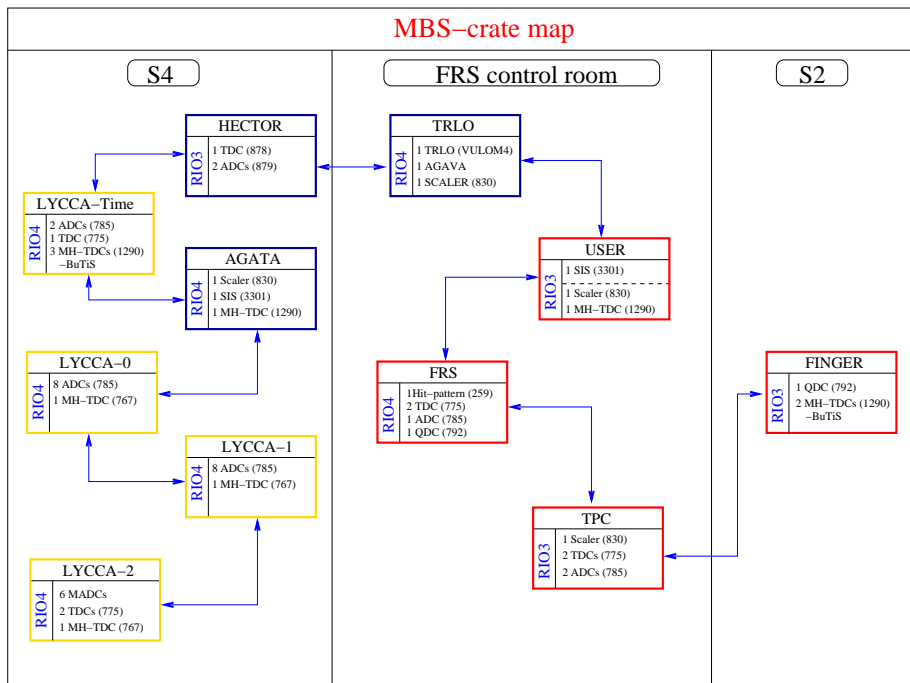 MBS−crate map
S4
FRS control room
S2
HECTOR
RIO3
1 TDC (878)
2 ADCs (879)
TRLO
RIO4
1 TRLO (VULOM4)
1 AGAVA
1 SCALER (830)
LYCCA−Time
RIO4
2 ADCs (785)
1 TDC (775)
3 MH−TDCs (1290)
−BuTiS
AGATA
RIO4
1 Scaler (830)
1 SIS (3301)
1 MH−TDC (1290)
USER
RIO3
1 SIS (3301)
1 Scaler (830)
1 MH−TDC (1290)
LYCCA−0
RIO4
8 ADCs (785)
1 MH−TDC (767)
FRS
RIO4
1Hit−pattern (259)
2 TDC (775)
1 ADC (785)
1 QDC (792)
FINGER
RIO3
1 QDC (792)
2 MH−TDCs (1290)
−BuTiS
LYCCA−1
RIO4
8 ADCs (785)
1 MH−TDC (767)
TPC
RIO3
1 Scaler (830)
2 TDCs (775)
2 ADCs (785)
LYCCA−2
RIO4
6 MADCs
2 TDCs (775)
1 MH−TDC (767)